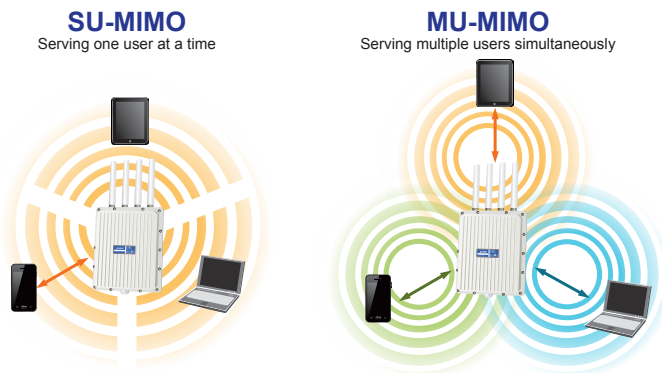 SU-MIMO
Serving one user at a time
MU-MIMO
Serving multiple users simultaneously